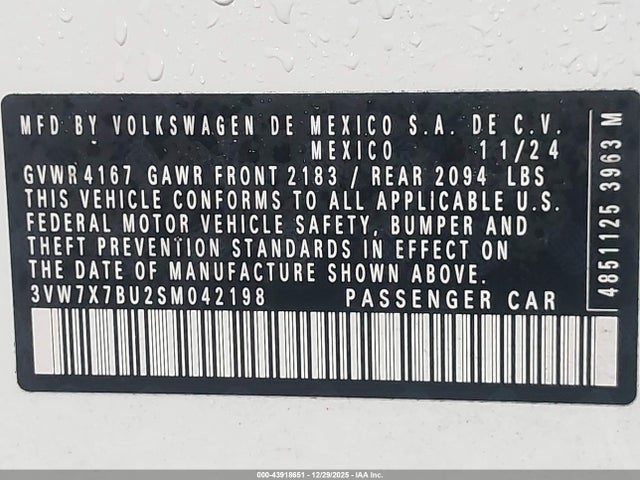 MFD BY VOLKSWAGEN DE MEXICO S.A. DE C.V.
MEXICO 11/24
GVWR 4167 GAWR FRONT 2183 / REAR 2094 LBS
THIS VEHICLE CONFORMS TO ALL APPLICABLE U.S.
FEDERAL MOTOR VEHICLE SAFETY, BUMPER AND
THEFT PREVENTION STANDARDS IN EFFECT ON
THE DATE OF MANUFACTURE SHOWN ABOVE.
3VW7X7BU2SM042198 PASSENGER CAR
4851125 3963 M
000-43918651 - 12/29/2025 - IAA Inc.